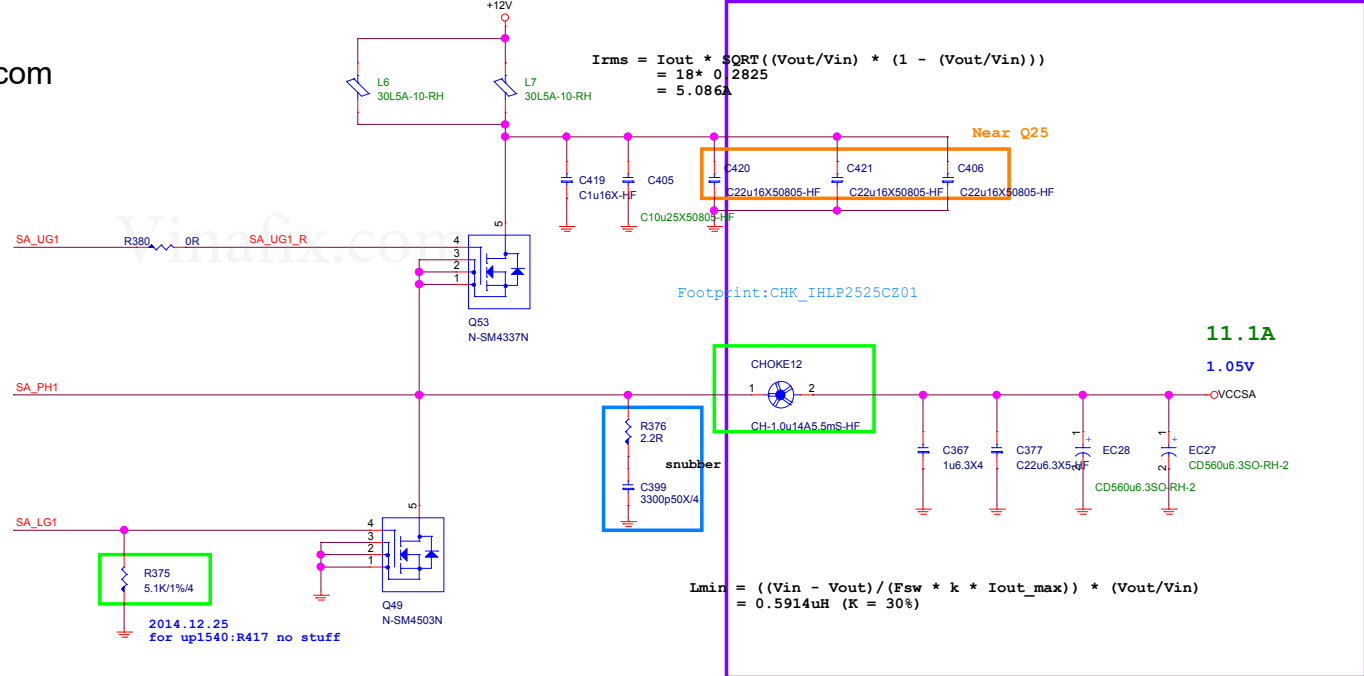 +12V
com
Irms = Iout * SQRT((Vout/Vin) * (1 - (Vout/Vin)))
= 18* 0.2825
= 5.086A
L6
30L5A-10-RH
L7
30L5A-10-RH
Near Q25
C419
C1u16X-HF
C405
C10u25X50805-HF
C420
C22u16X50805-HF
C421
C22u16X50805-HF
C406
C22u16X50805-HF
Vinafix.com
SA_UG1
R380
0R
SA_UG1_R
5
4
3
2
1
Q53
N-SM4337N
Footprint:CHK_IHLP2525CZ01
11.1A
1.05V
VCCSA
SA_PH1
CHOKE12
1
2
CH-1.0u14A5.5mS-HF
R376
2.2R
snubber
C399
3300p50X/4
C367
1u6.3X4
C377
C22u6.3X5-HF
1
+
EC28
2
CD560u6.3SO-RH-2
1
+
EC27
2
CD560u6.3SO-RH-2
SA_LG1
5
4
3
2
1
Q49
N-SM4503N
R375
5.1K/1%/4
2014.12.25
for up1540:R417 no stuff
Lmin = ((Vin - Vout)/(Fsw * k * Iout_max)) * (Vout/Vin)
= 0.5914uH (K = 30%)